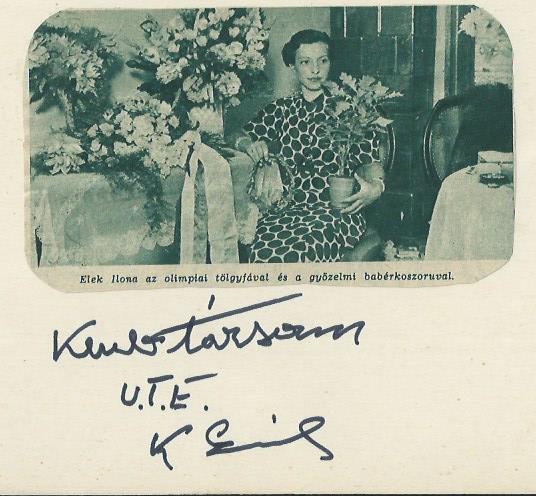 Elek Ilona az olimpiai tölgyfával és a győzelmi babérkoszoruval.
Klubtársam
U.T.E.
K